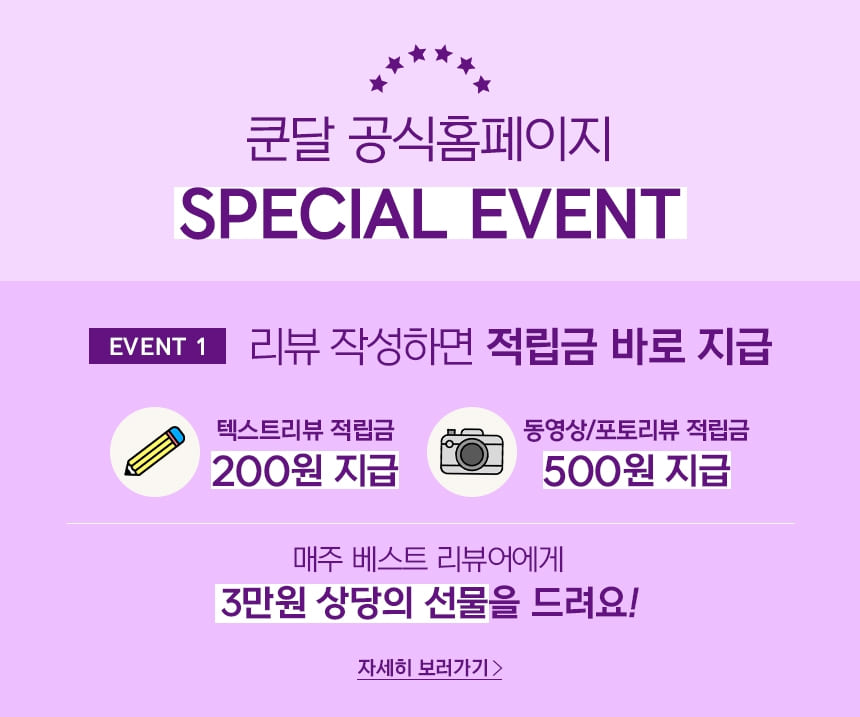 쿤달 공식홈페이지
SPECIAL EVENT
EVENT 1 리뷰 작성하면 적립금 바로 지급
텍스트리뷰 적립금
200원 지급
동영상/포토리뷰 적립금
500원 지급
매주 베스트 리뷰어에게
3만원 상당의 선물을 드려요!
자세히 보러가기 >